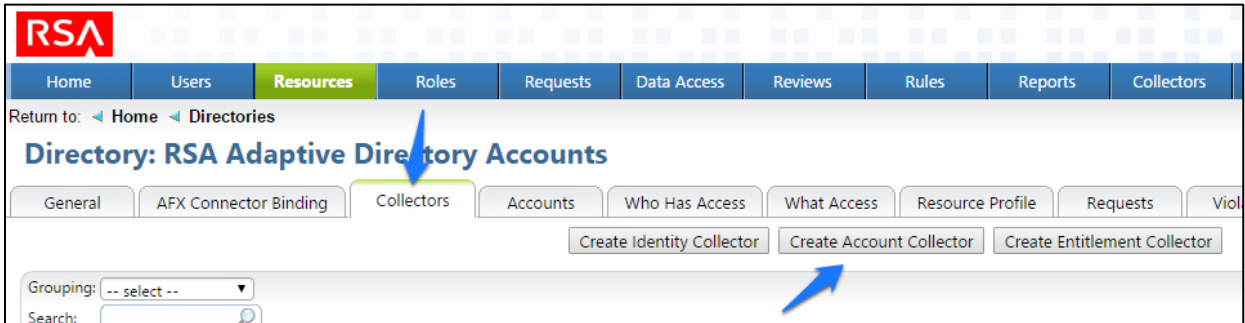 RSA
Home Users Resources Roles Requests Data Access Reviews Rules Reports Collectors
Return to: Home Directories
Directory: RSA Adaptive Directory Accounts
General AFX Connector Binding Collectors Accounts Who Has Access What Access Resource Profile Requests Viol
Create Identity Collector Create Account Collector Create Entitlement Collector
Grouping: -- select --
Search: